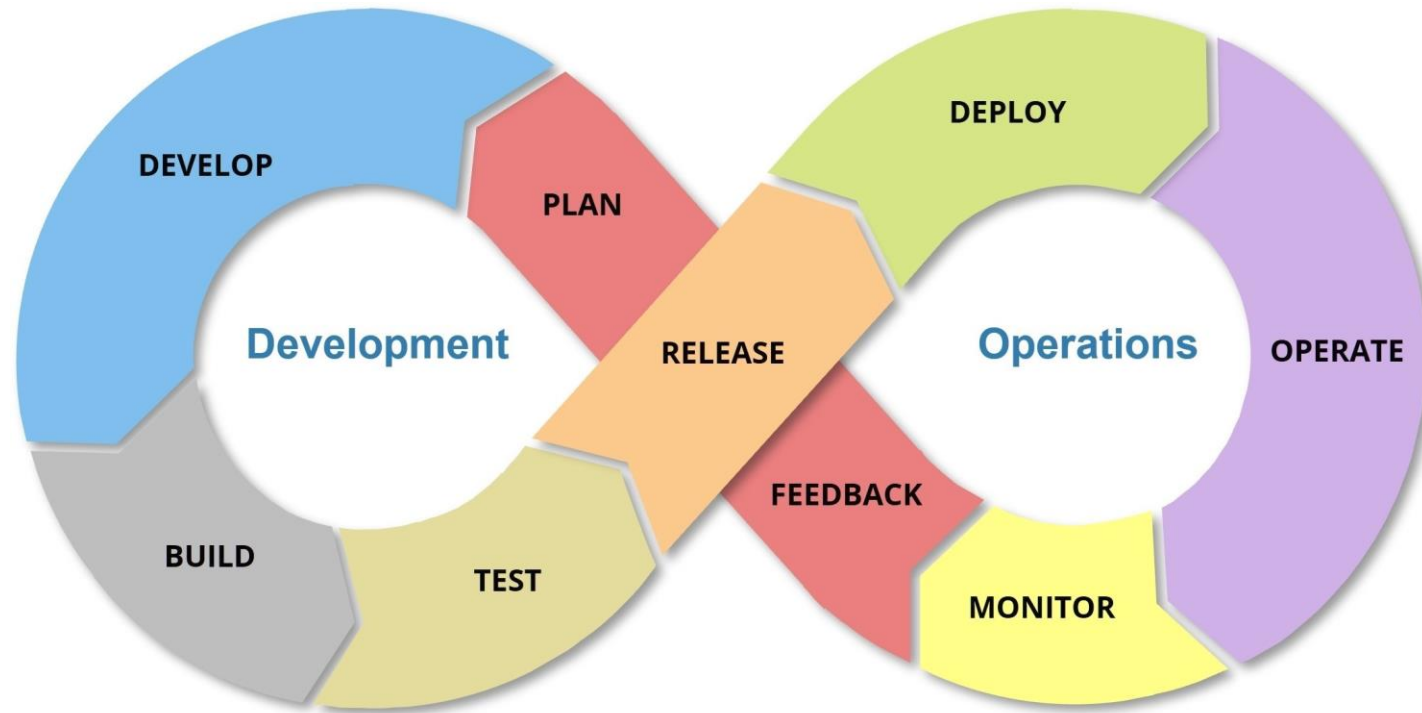 DEPLOY
DEVELOP
PLAN
Development
RELEASE
Operations
OPERATE
FEEDBACK
BUILD
TEST
MONITOR